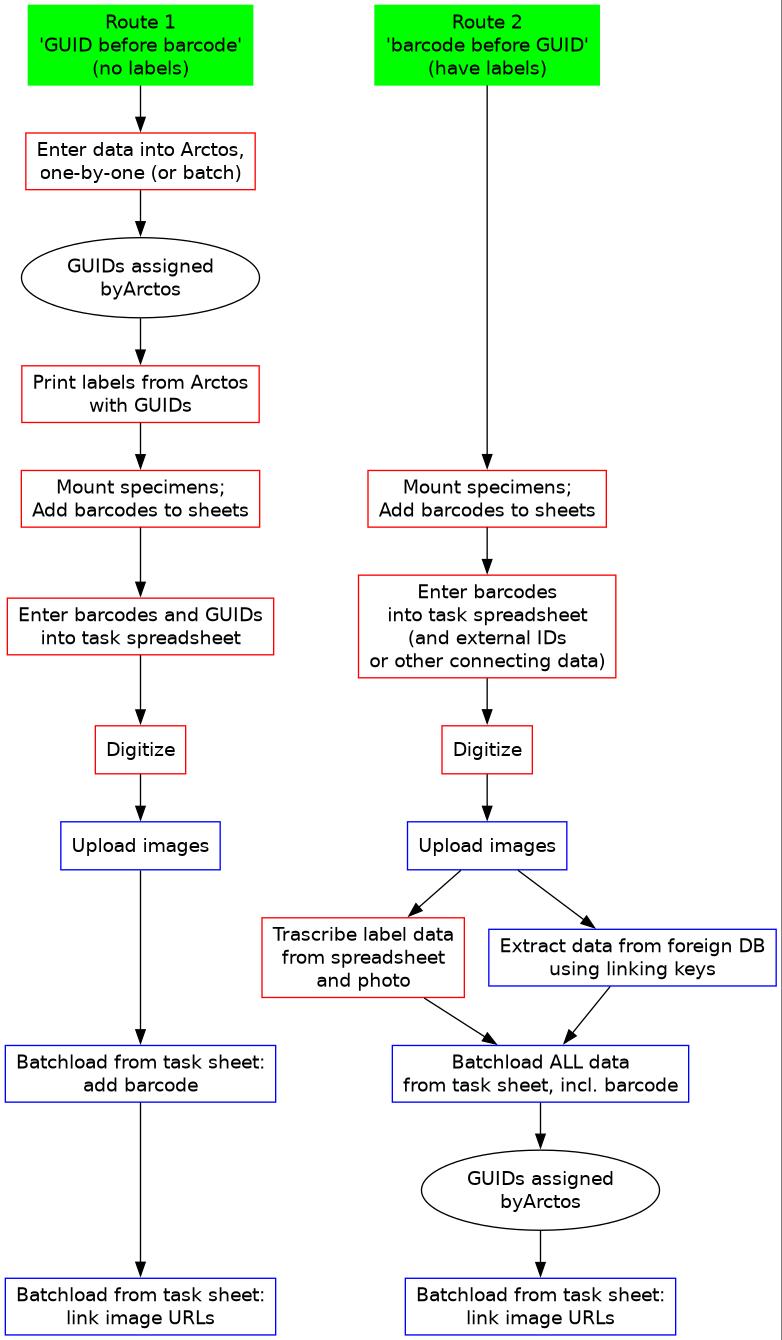 Route 1
'GUID before barcode'
(no labels)
Enter data into Arctos,
one-by-one (or batch)
GUIDs assigned
byArctos
Print labels from Arctos
with GUIDs
Mount specimens;
Add barcodes to sheets
Enter barcodes and GUIDs
into task spreadsheet
Digitize
Upload images
Batchload from task sheet:
add barcode
Batchload from task sheet:
link image URLs
Route 2
'barcode before GUID'
(have labels)
Mount specimens;
Add barcodes to sheets
Enter barcodes
into task spreadsheet
(and external IDs
or other connecting data)
Digitize
Upload images
Trascribe label data
from spreadsheet
and photo
Extract data from foreign DB
using linking keys
Batchload ALL data
from task sheet, incl. barcode
GUIDs assigned
byArctos
Batchload from task sheet:
link image URLs